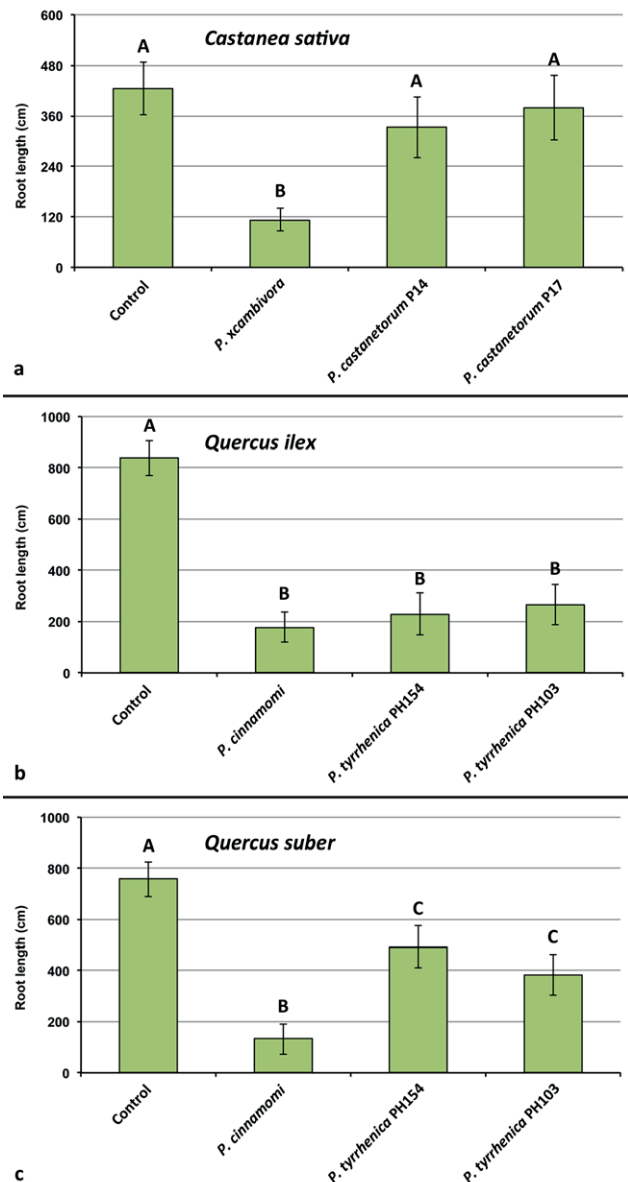 Castanea sativa
Root length (cm)
600
480
360
240
120
0
A
B
A
A
Control
P. xcambivora
P. castanetorum P14
P. castanetorum P17
a
Quercus ilex
Root length (cm)
1000
800
600
400
200
0
A
B
B
B
Control
P. cinnamomi
P. tyrrhenica PH154
P. tyrrhenica PH103
b
Quercus suber
Root length (cm)
1000
800
600
400
200
0
A
B
C
C
Control
P. cinnamomi
P. tyrrhenica PH154
P. tyrrhenica PH103
c